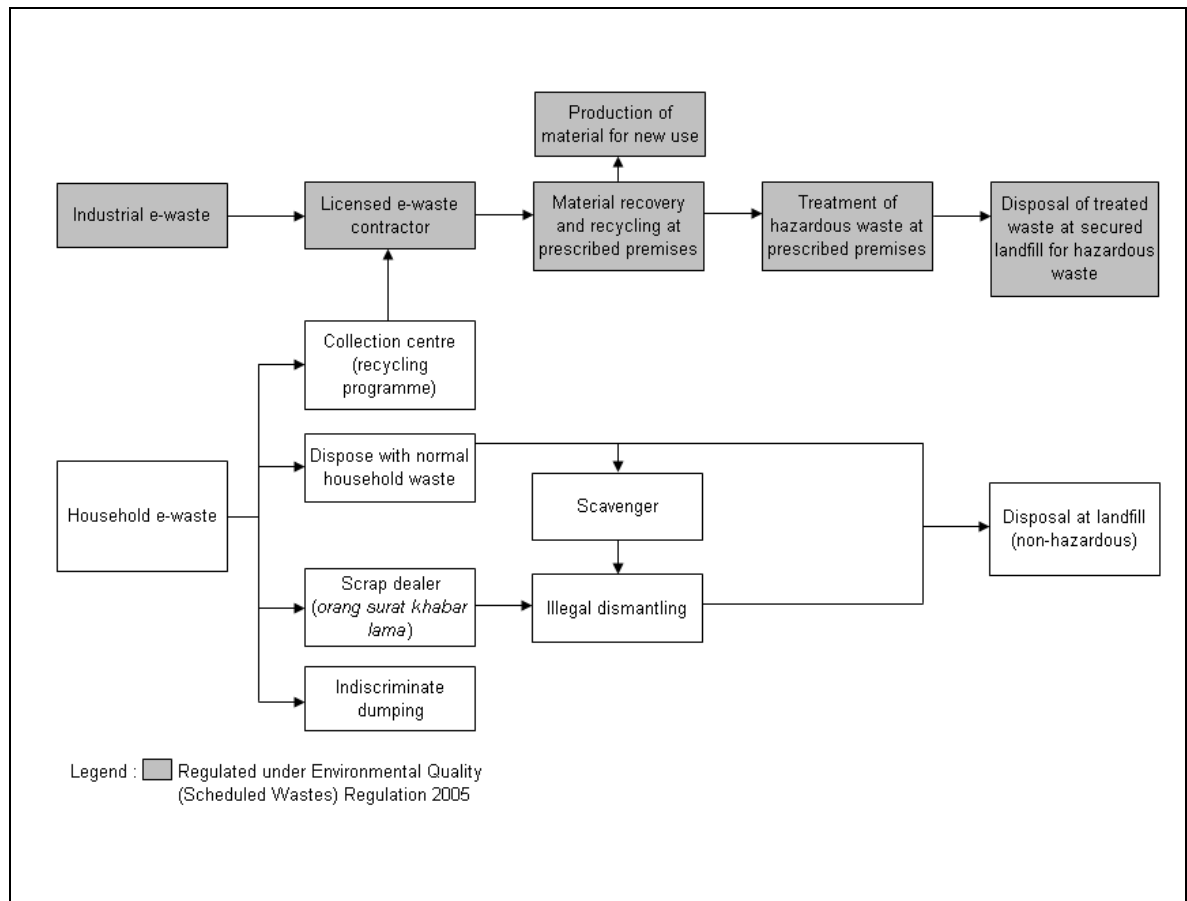 Production of
material for new use
Industrial e-waste
Licensed e-waste
contractor
Material recovery
and recycling at
prescribed premises
Treatment of
hazardous waste at
prescribed premises
Disposal of treated
waste at secured
landfill for hazardous
waste
Collection centre
(recycling
programme)
Dispose with normal
household waste
Scavenger
Household e-waste
Disposal at landfill
(non-hazardous)
Scrap dealer
(orang surat khabar
lama)
Illegal dismantling
Indiscriminate
dumping
Legend : Regulated under Environmental Quality
(Scheduled Wastes) Regulation 2005